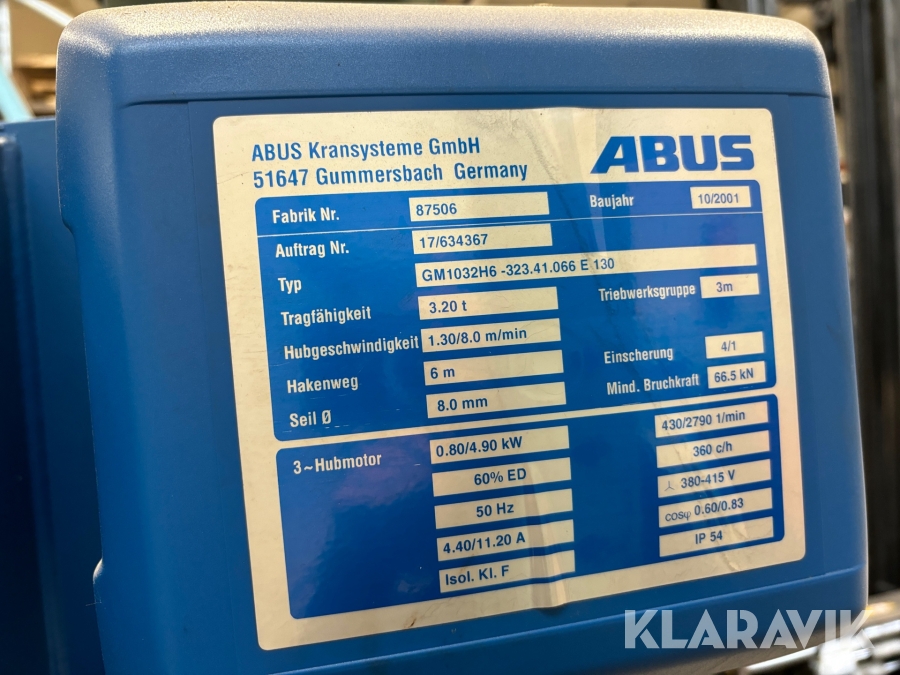 ABUS Kransysteme GmbH
51647 Gummersbach Germany
ABUS
Fabrik Nr. 87506 Baujahr 10/2001
Auftrag Nr. 17/634367
Typ GM1032H6 -323.41.066 E 130
Tragfähigkeit 3.20 t Triebwerksgruppe 3m
Hubgeschwindigkeit 1.30/8.0 m/min Einscherung 4/1
Hakenweg 6 m Mind. Bruchkraft 66.5 kN
Seil Ø 8.0 mm
3~Hubmotor 0.80/4.90 kW 430/2790 1/min
60% ED 360 c/h
50 Hz ⅄ 380-415 V
4.40/11.20 A cosφ 0.60/0.83
Isol. Kl. F IP 54
KLARAVIK